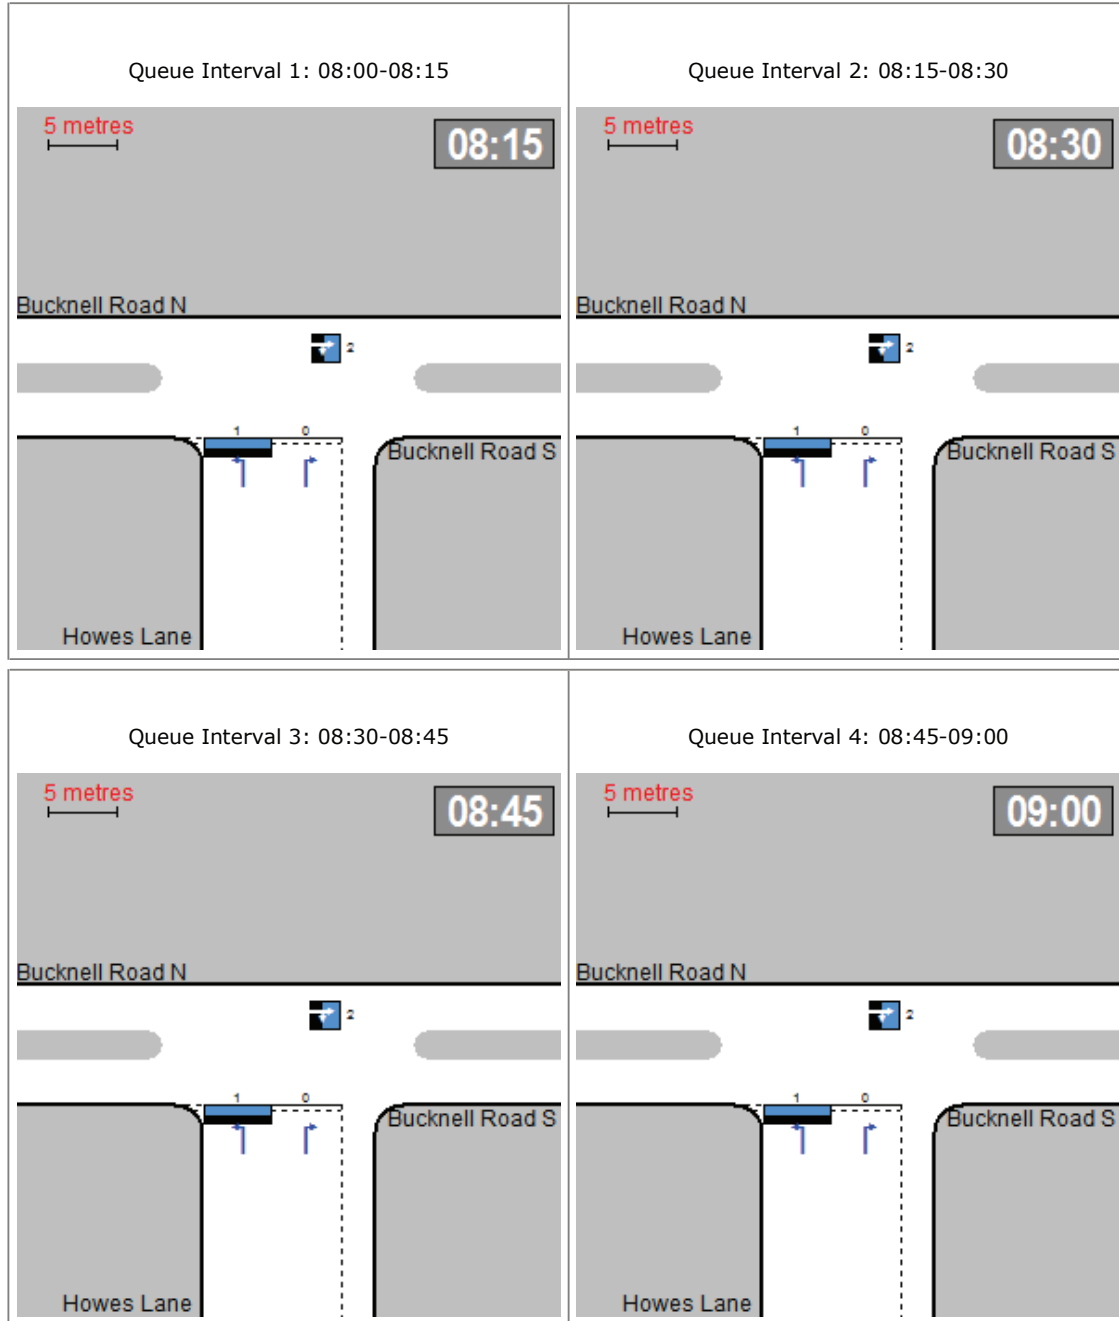 Queue Interval 1: 08:00-08:15
5 metres
08:15
Bucknell Road N
2
1 0
Bucknell Road S
Howes Lane
Queue Interval 2: 08:15-08:30
5 metres
08:30
Bucknell Road N
2
1 0
Bucknell Road S
Howes Lane
Queue Interval 3: 08:30-08:45
5 metres
08:45
Bucknell Road N
2
1 0
Bucknell Road S
Howes Lane
Queue Interval 4: 08:45-09:00
5 metres
09:00
Bucknell Road N
2
1 0
Bucknell Road S
Howes Lane